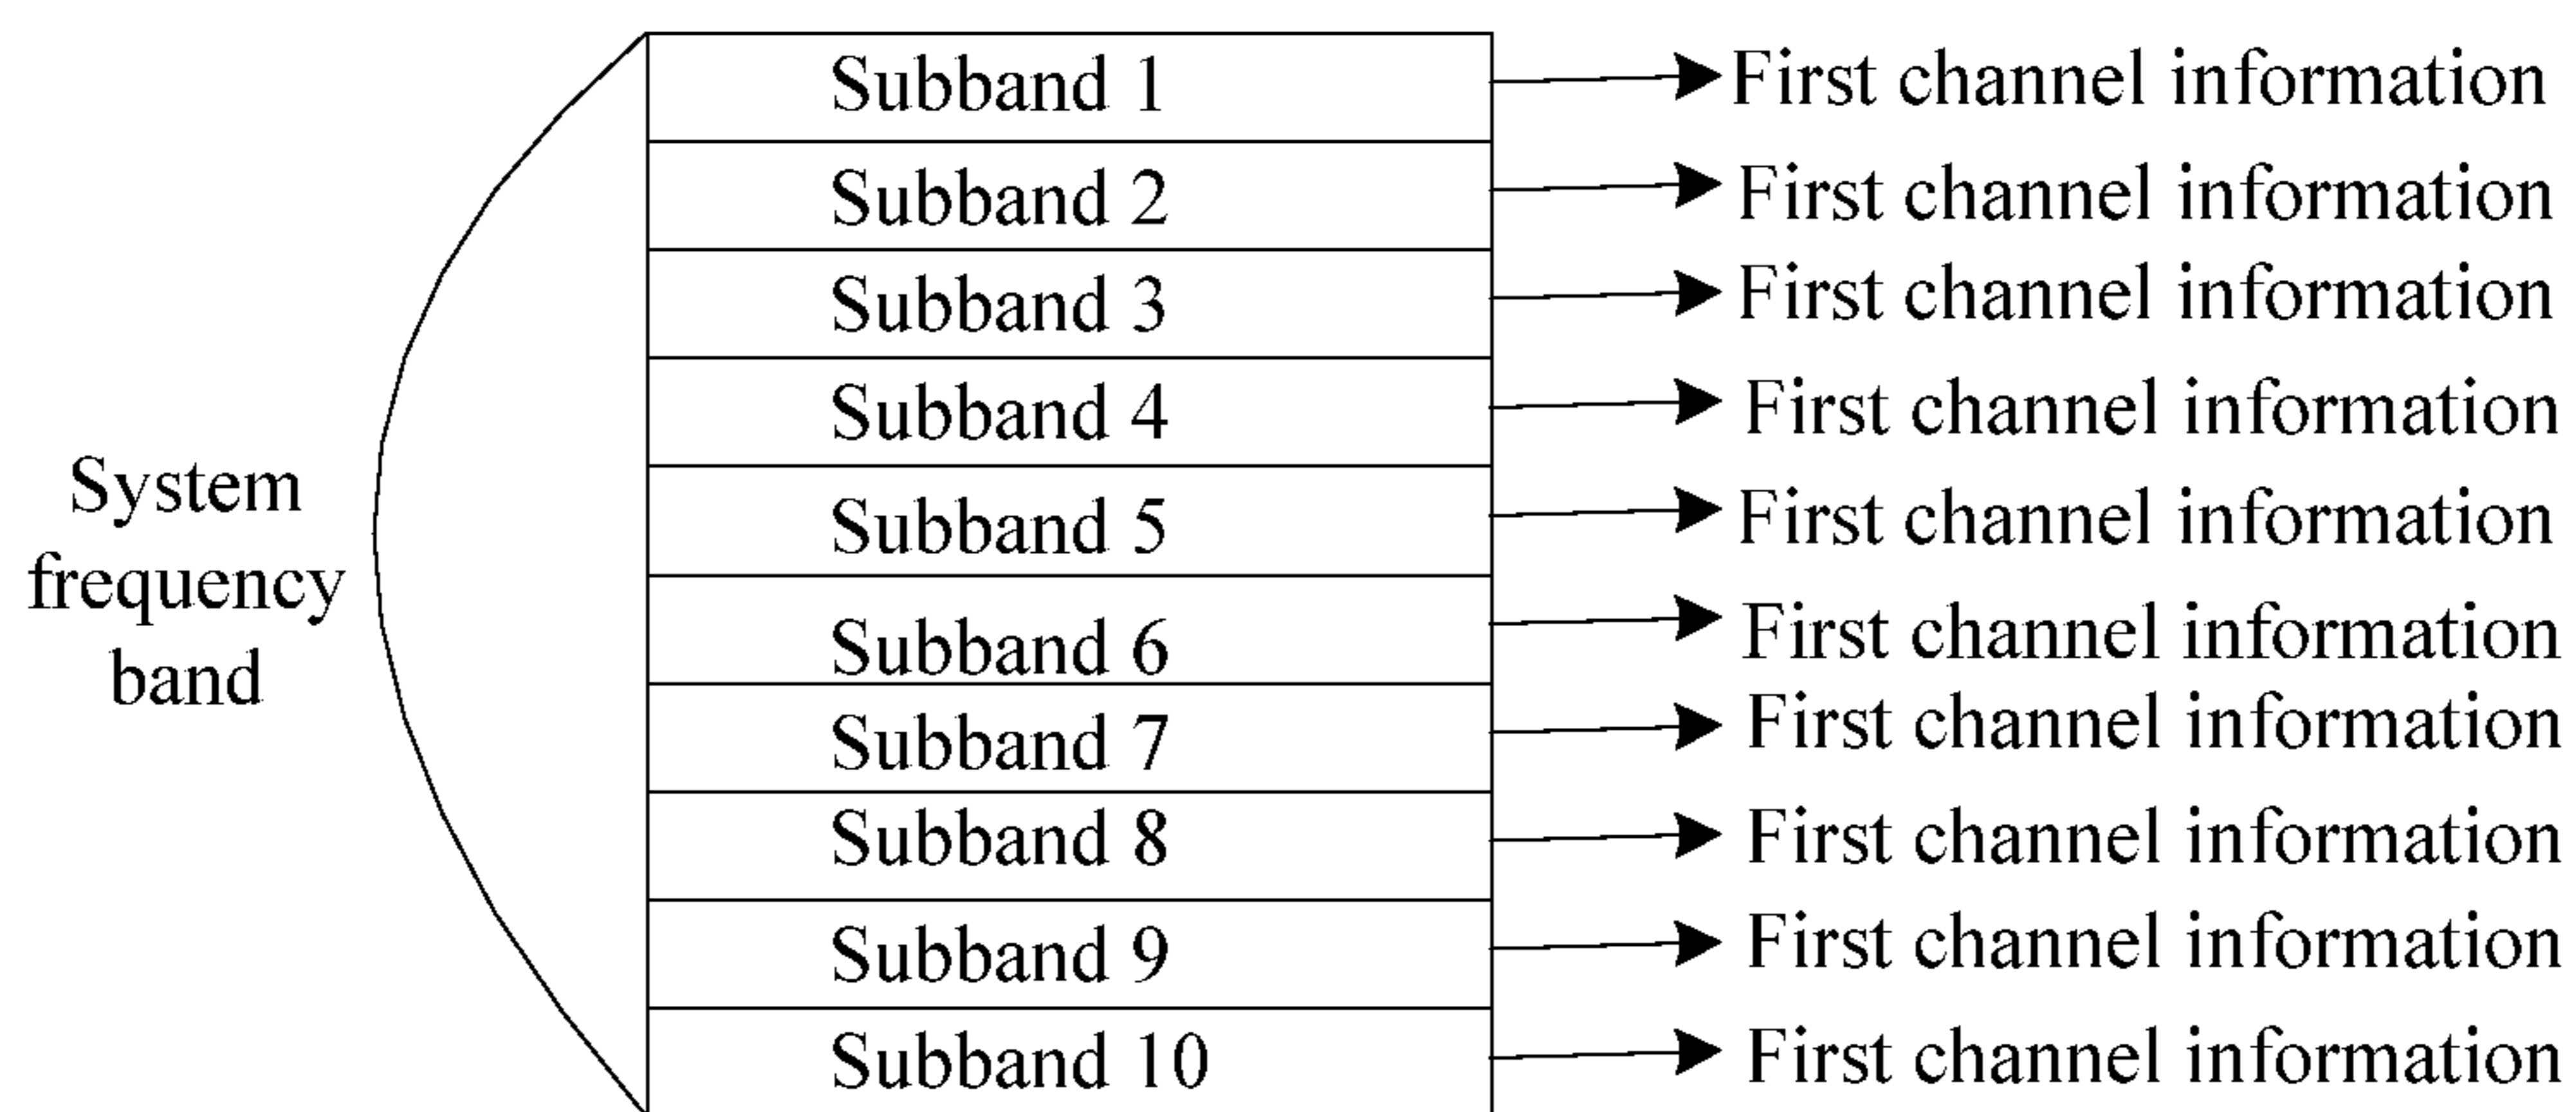 System
frequency
band
Subband 1
First channel information
Subband 2
First channel information
Subband 3
First channel information
Subband 4
First channel information
Subband 5
First channel information
Subband 6
First channel information
Subband 7
First channel information
Subband 8
First channel information
Subband 9
First channel information
Subband 10
First channel information